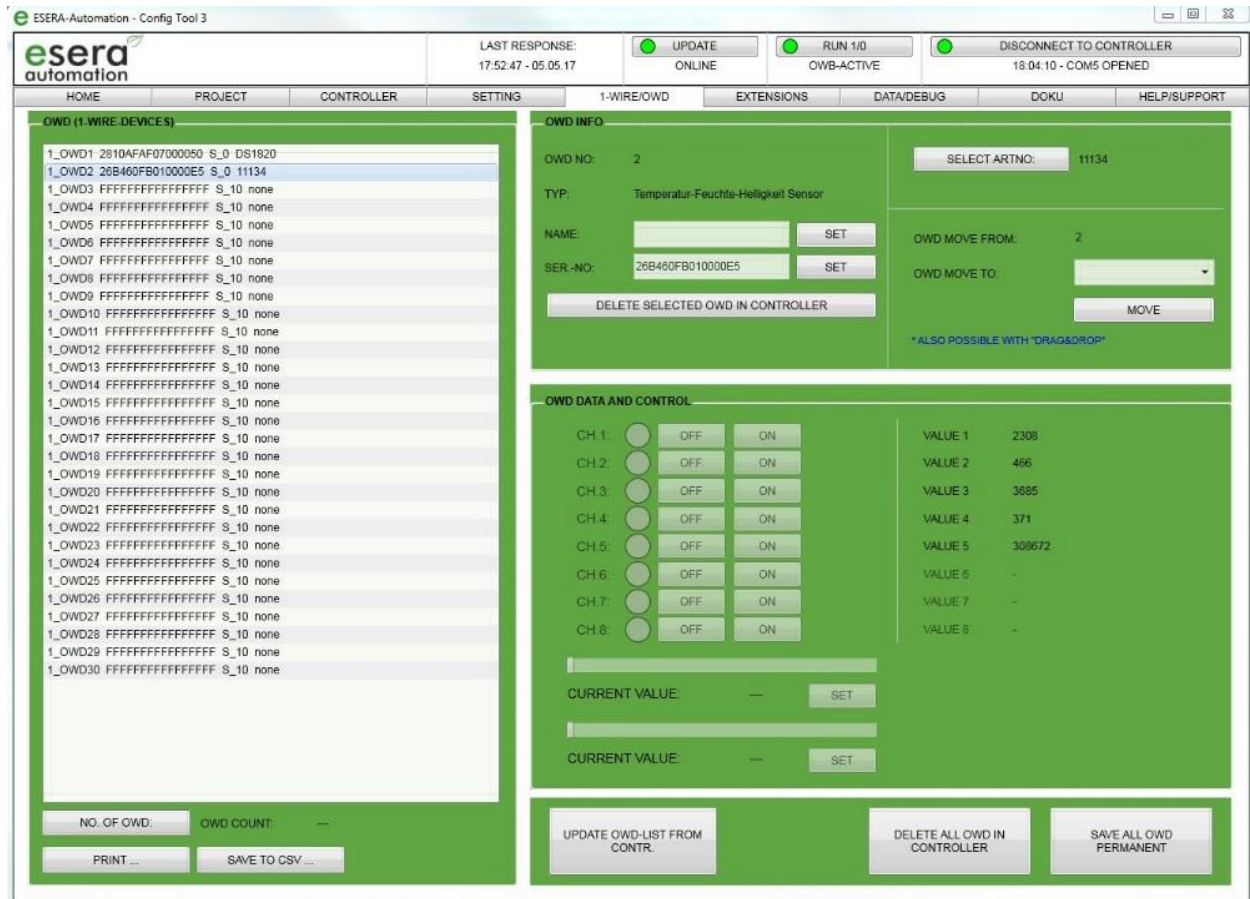 ESERA-Automation - Config Tool 3
esera
automation
LAST RESPONSE:
17:52:47 - 05.05.17
UPDATE
ONLINE
RUN 1/0
OWB-ACTIVE
DISCONNECT TO CONTROLLER
18:04:10 - COM5 OPENED
HOME PROJECT CONTROLLER SETTING 1-WIRE/OWD EXTENSIONS DATA/DEBUG DOKU HELP/SUPPORT
OWD (1-WIRE-DEVICES)
1_OWD1 2810AFAF07000050 S_0 DS1820
1_OWD2 26B460FB010000E5 S_0 11134
1_OWD3 FFFFFFFFFFFFFFFF S_10 none
1_OWD4 FFFFFFFFFFFFFFFF S_10 none
1_OWD5 FFFFFFFFFFFFFFFF S_10 none
1_OWD6 FFFFFFFFFFFFFFFF S_10 none
1_OWD7 FFFFFFFFFFFFFFFF S_10 none
1_OWD8 FFFFFFFFFFFFFFFF S_10 none
1_OWD9 FFFFFFFFFFFFFFFF S_10 none
1_OWD10 FFFFFFFFFFFFFFFF S_10 none
1_OWD11 FFFFFFFFFFFFFFFF S_10 none
1_OWD12 FFFFFFFFFFFFFFFF S_10 none
1_OWD13 FFFFFFFFFFFFFFFF S_10 none
1_OWD14 FFFFFFFFFFFFFFFF S_10 none
1_OWD15 FFFFFFFFFFFFFFFF S_10 none
1_OWD16 FFFFFFFFFFFFFFFF S_10 none
1_OWD17 FFFFFFFFFFFFFFFF S_10 none
1_OWD18 FFFFFFFFFFFFFFFF S_10 none
1_OWD19 FFFFFFFFFFFFFFFF S_10 none
1_OWD20 FFFFFFFFFFFFFFFF S_10 none
1_OWD21 FFFFFFFFFFFFFFFF S_10 none
1_OWD22 FFFFFFFFFFFFFFFF S_10 none
1_OWD23 FFFFFFFFFFFFFFFF S_10 none
1_OWD24 FFFFFFFFFFFFFFFF S_10 none
1_OWD25 FFFFFFFFFFFFFFFF S_10 none
1_OWD26 FFFFFFFFFFFFFFFF S_10 none
1_OWD27 FFFFFFFFFFFFFFFF S_10 none
1_OWD28 FFFFFFFFFFFFFFFF S_10 none
1_OWD29 FFFFFFFFFFFFFFFF S_10 none
1_OWD30 FFFFFFFFFFFFFFFF S_10 none
NO. OF OWD: OWD COUNT: ---
PRINT ... SAVE TO CSV ...
OWD INFO
OWD NO: 2
TYP: Temperatur-Feuchte-Helligkeit Sensor
NAME: SET
SER.-NO: 26B460FB010000E5 SET
DELETE SELECTED OWD IN CONTROLLER
SELECT ARTNO: 11134
OWD MOVE FROM: 2
OWD MOVE TO:
MOVE
* ALSO POSSIBLE WITH "DRAG&DROP"
OWD DATA AND CONTROL
CH.1: OFF ON VALUE 1 2308
CH.2: OFF ON VALUE 2 466
CH.3: OFF ON VALUE 3 3685
CH.4: OFF ON VALUE 4 371
CH.5: OFF ON VALUE 5 308672
CH.6: OFF ON VALUE 6 -
CH.7: OFF ON VALUE 7 -
CH.8: OFF ON VALUE 8 -
CURRENT VALUE: --- SET
CURRENT VALUE: --- SET
UPDATE OWD-LIST FROM
CONTR.
DELETE ALL OWD IN
CONTROLLER
SAVE ALL OWD
PERMANENT